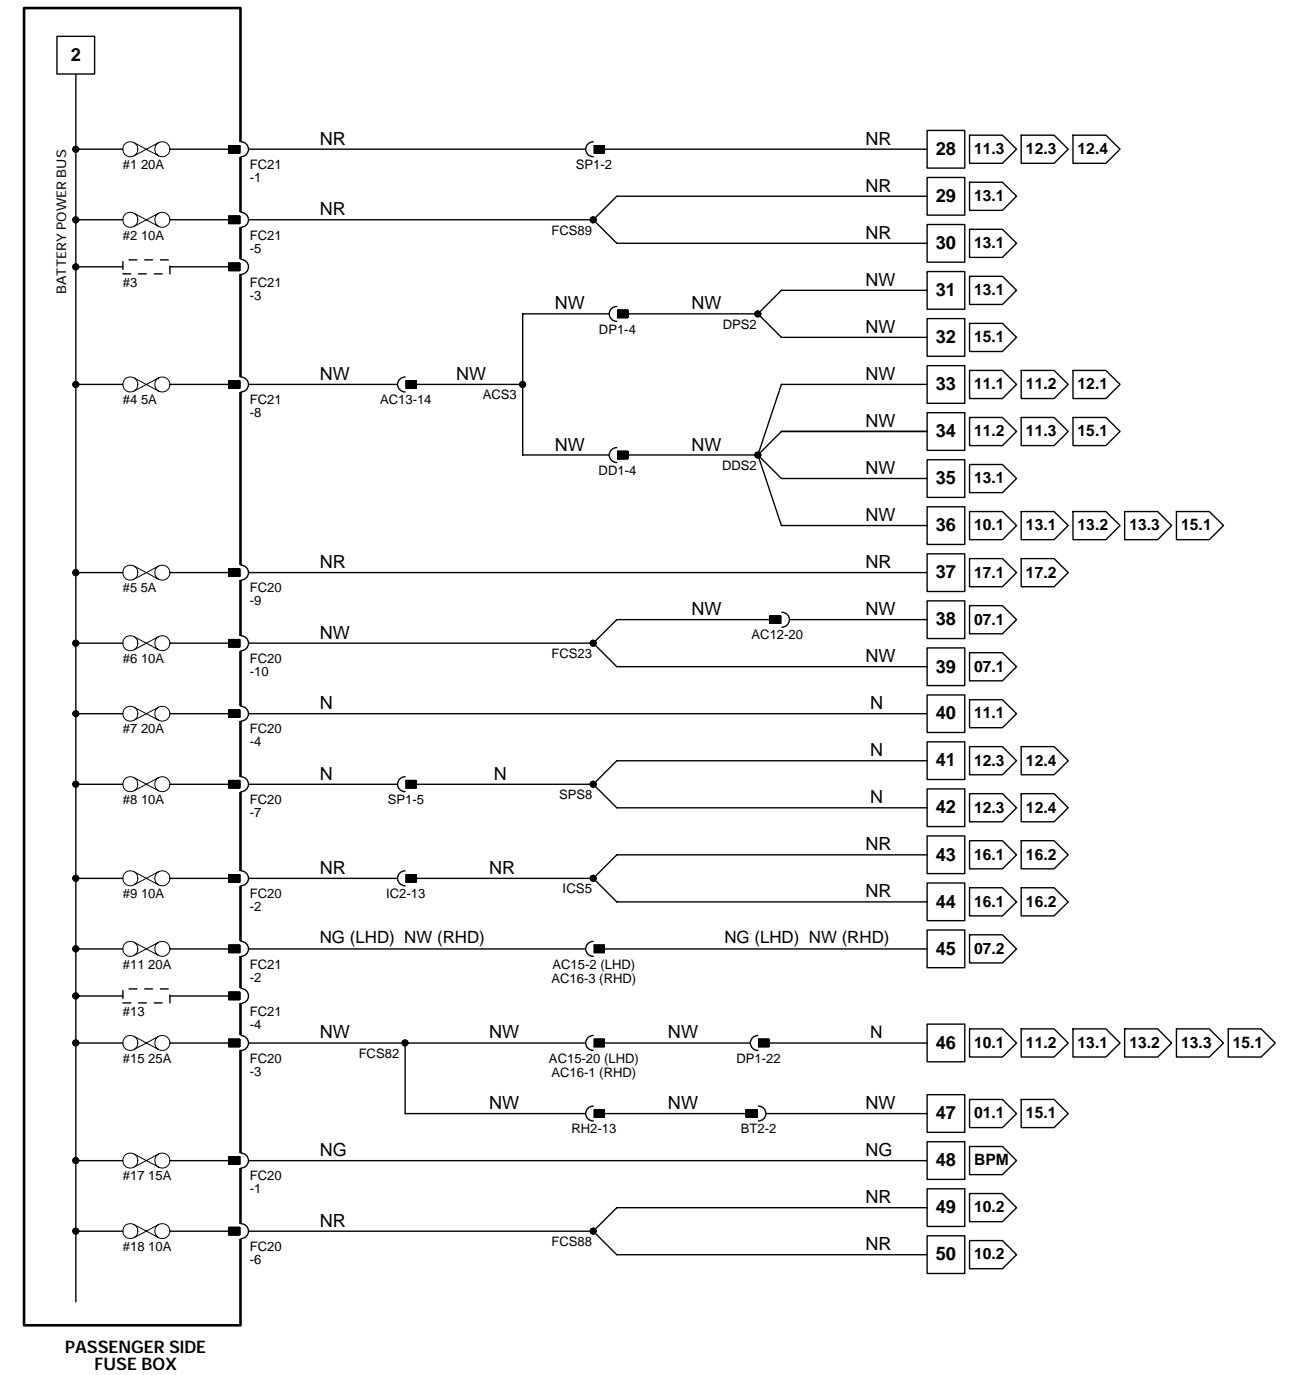 2
BATTERY POWER BUS
#1 20A
FC21
-1
NR
SP1-2
NR
28
11.3
12.3
12.4
#2 10A
FC21
-5
NR
FCS89
NR
29
13.1
NR
30
13.1
#3
FC21
-3
#4 5A
FC21
-8
NW
AC13-14
NW
ACS3
NW
DP1-4
NW
DPS2
NW
31
13.1
NW
32
15.1
NW
DD1-4
NW
DDS2
NW
33
11.1
11.2
12.1
NW
34
11.2
11.3
15.1
NW
35
13.1
NW
36
10.1
13.1
13.2
13.3
15.1
#5 5A
FC20
-9
NR
NR
37
17.1
17.2
#6 10A
FC20
-10
NW
FCS23
NW
AC12-20
NW
38
07.1
NW
39
07.1
#7 20A
FC20
-4
N
N
40
11.1
#8 10A
FC20
-7
N
SP1-5
N
SPS8
N
41
12.3
12.4
N
42
12.3
12.4
#9 10A
FC20
-2
NR
IC2-13
NR
ICS5
NR
43
16.1
16.2
NR
44
16.1
16.2
#11 20A
FC21
-2
NG (LHD) NW (RHD)
AC15-2 (LHD)
AC16-3 (RHD)
NG (LHD) NW (RHD)
45
07.2
#13
FC21
-4
#15 25A
FC20
-3
NW
FCS82
NW
AC15-20 (LHD)
AC16-1 (RHD)
NW
DP1-22
N
46
10.1
11.2
13.1
13.2
13.3
15.1
NW
RH2-13
NW
BT2-2
NW
47
01.1
15.1
#17 15A
FC20
-1
NG
NG
48
BPM
#18 10A
FC20
-6
NR
FCS88
NR
49
10.2
NR
50
10.2
PASSENGER SIDE
FUSE BOX